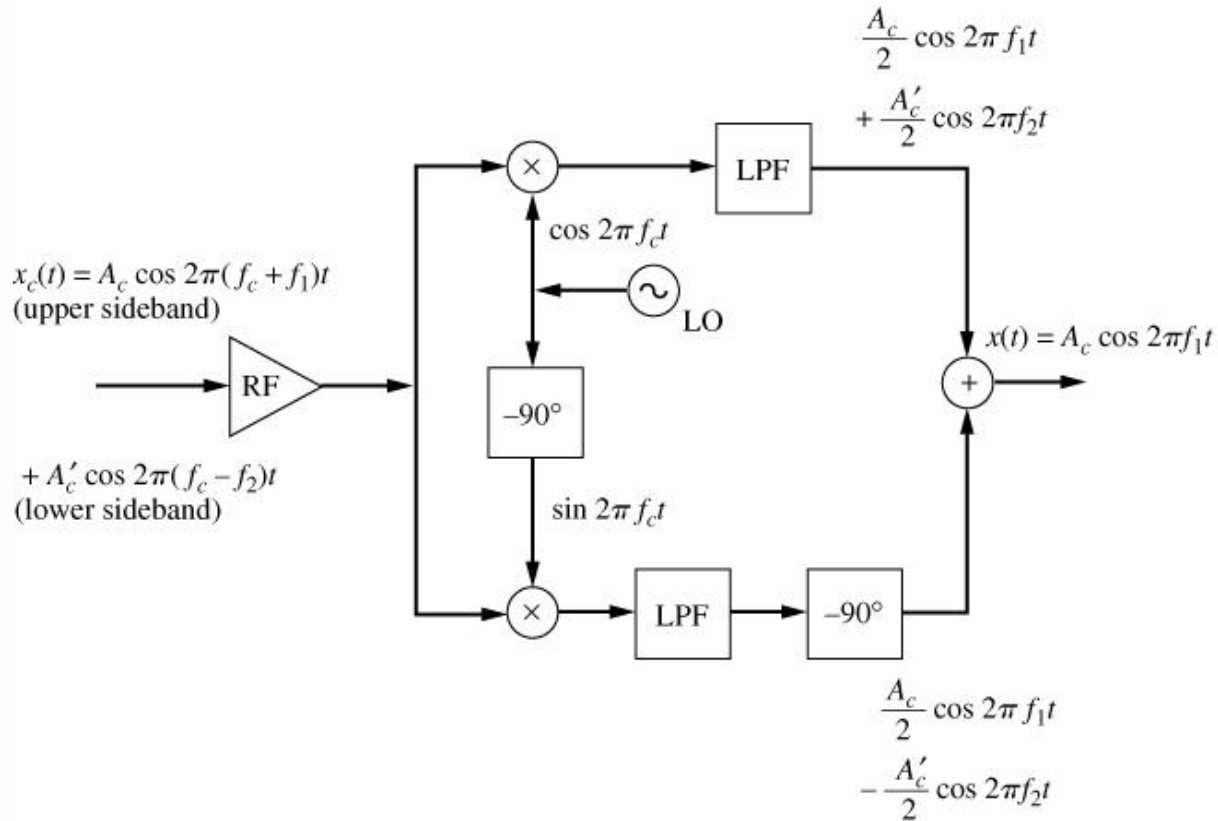 A_c/2 cos 2π f_1 t
+ A′_c/2 cos 2πf_2 t
×
LPF
cos 2π f_c t
x_c(t) = A_c cos 2π(f_c + f_1)t
(upper sideband)
~
LO
x(t) = A_c cos 2πf_1 t
RF
–90°
+
+ A′_c cos 2π(f_c – f_2)t
(lower sideband)
sin 2π f_c t
×
LPF
–90°
A_c/2 cos 2π f_1 t
– A′_c/2 cos 2πf_2 t